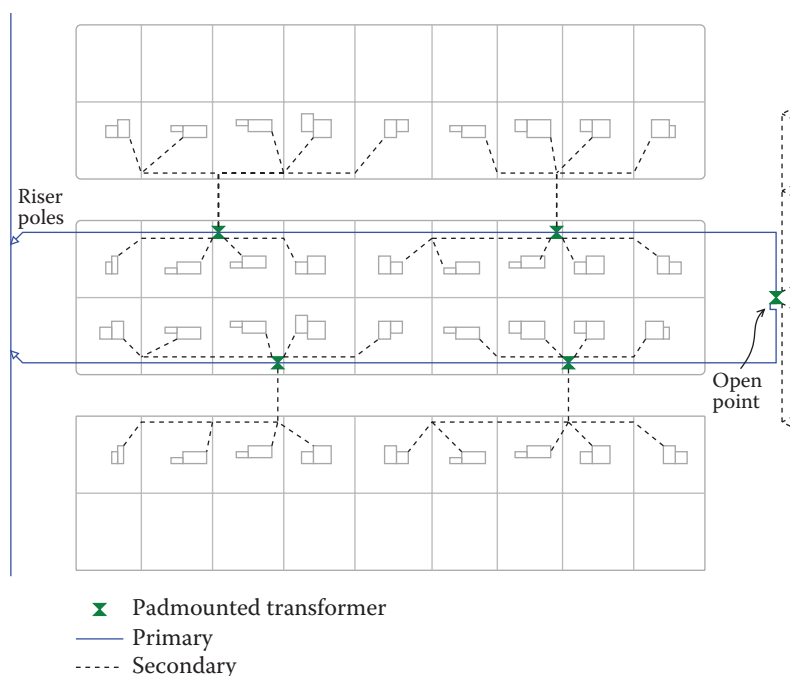 Riser
poles
Open
point
Padmounted transformer
Primary
Secondary